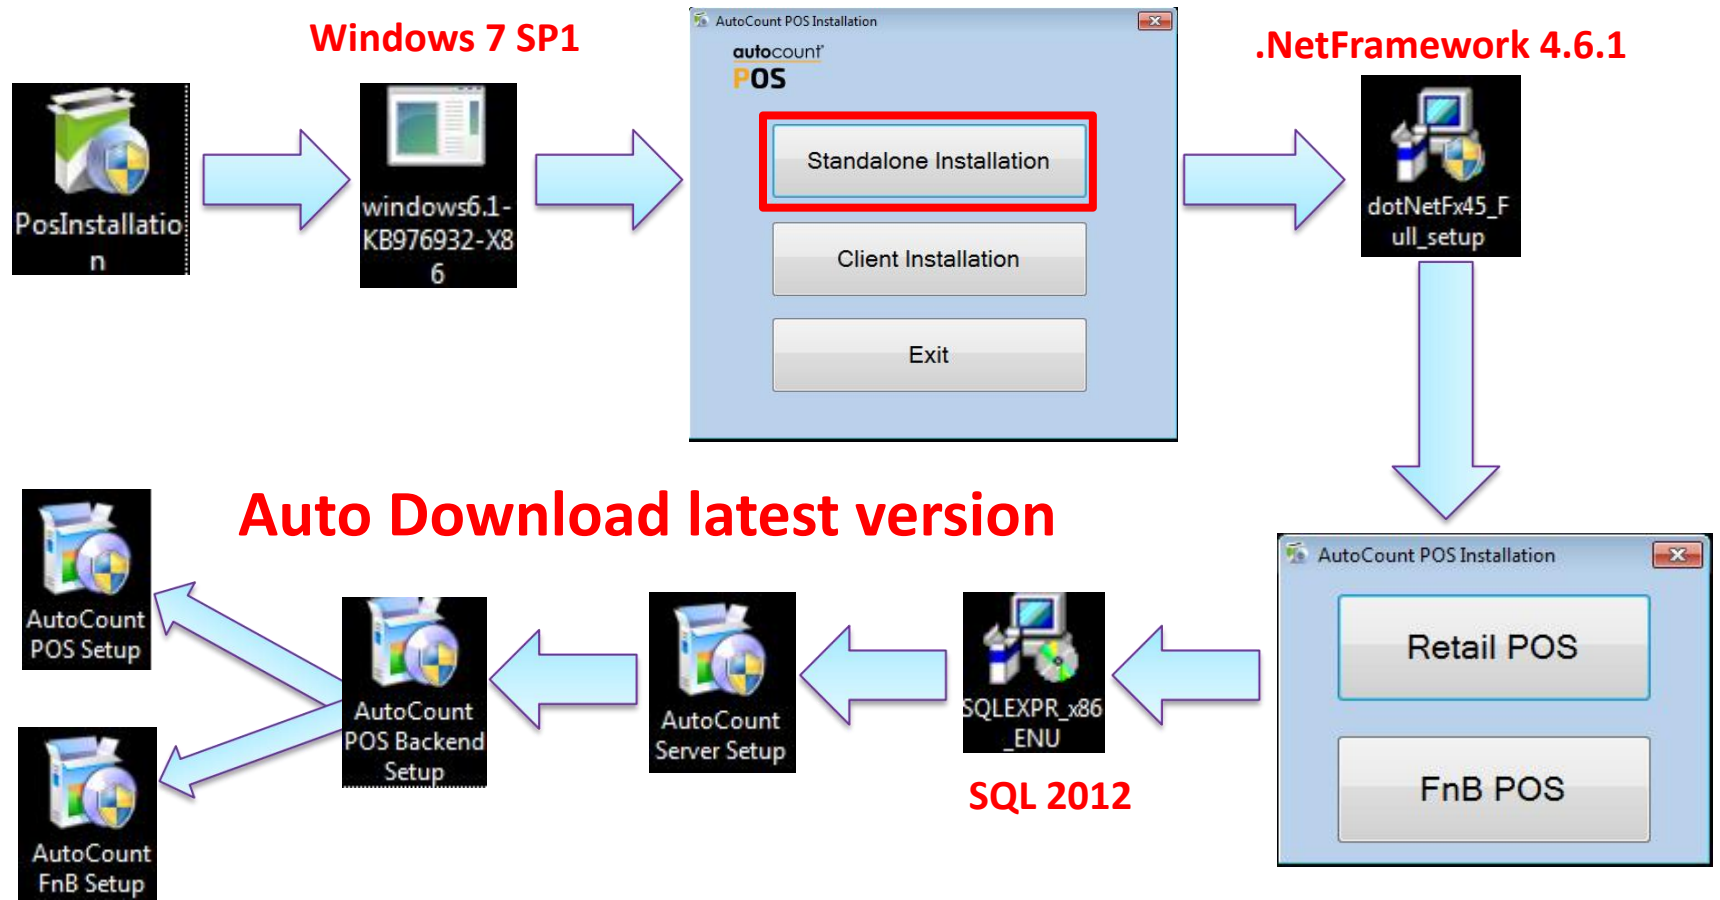 Windows 7 SP1
PosInstallatio
n
windows6.1-
KB976932-X8
6
AutoCount POS Installation
autocount
POS
Standalone Installation
Client Installation
Exit
.NetFramework 4.6.1
dotNetFx45_F
ull_setup
AutoCount POS Installation
Retail POS
FnB POS
SQLEXPR_x86
_ENU
SQL 2012
AutoCount
Server Setup
Auto Download latest version
AutoCount
POS Backend
Setup
AutoCount
POS Setup
AutoCount
FnB Setup